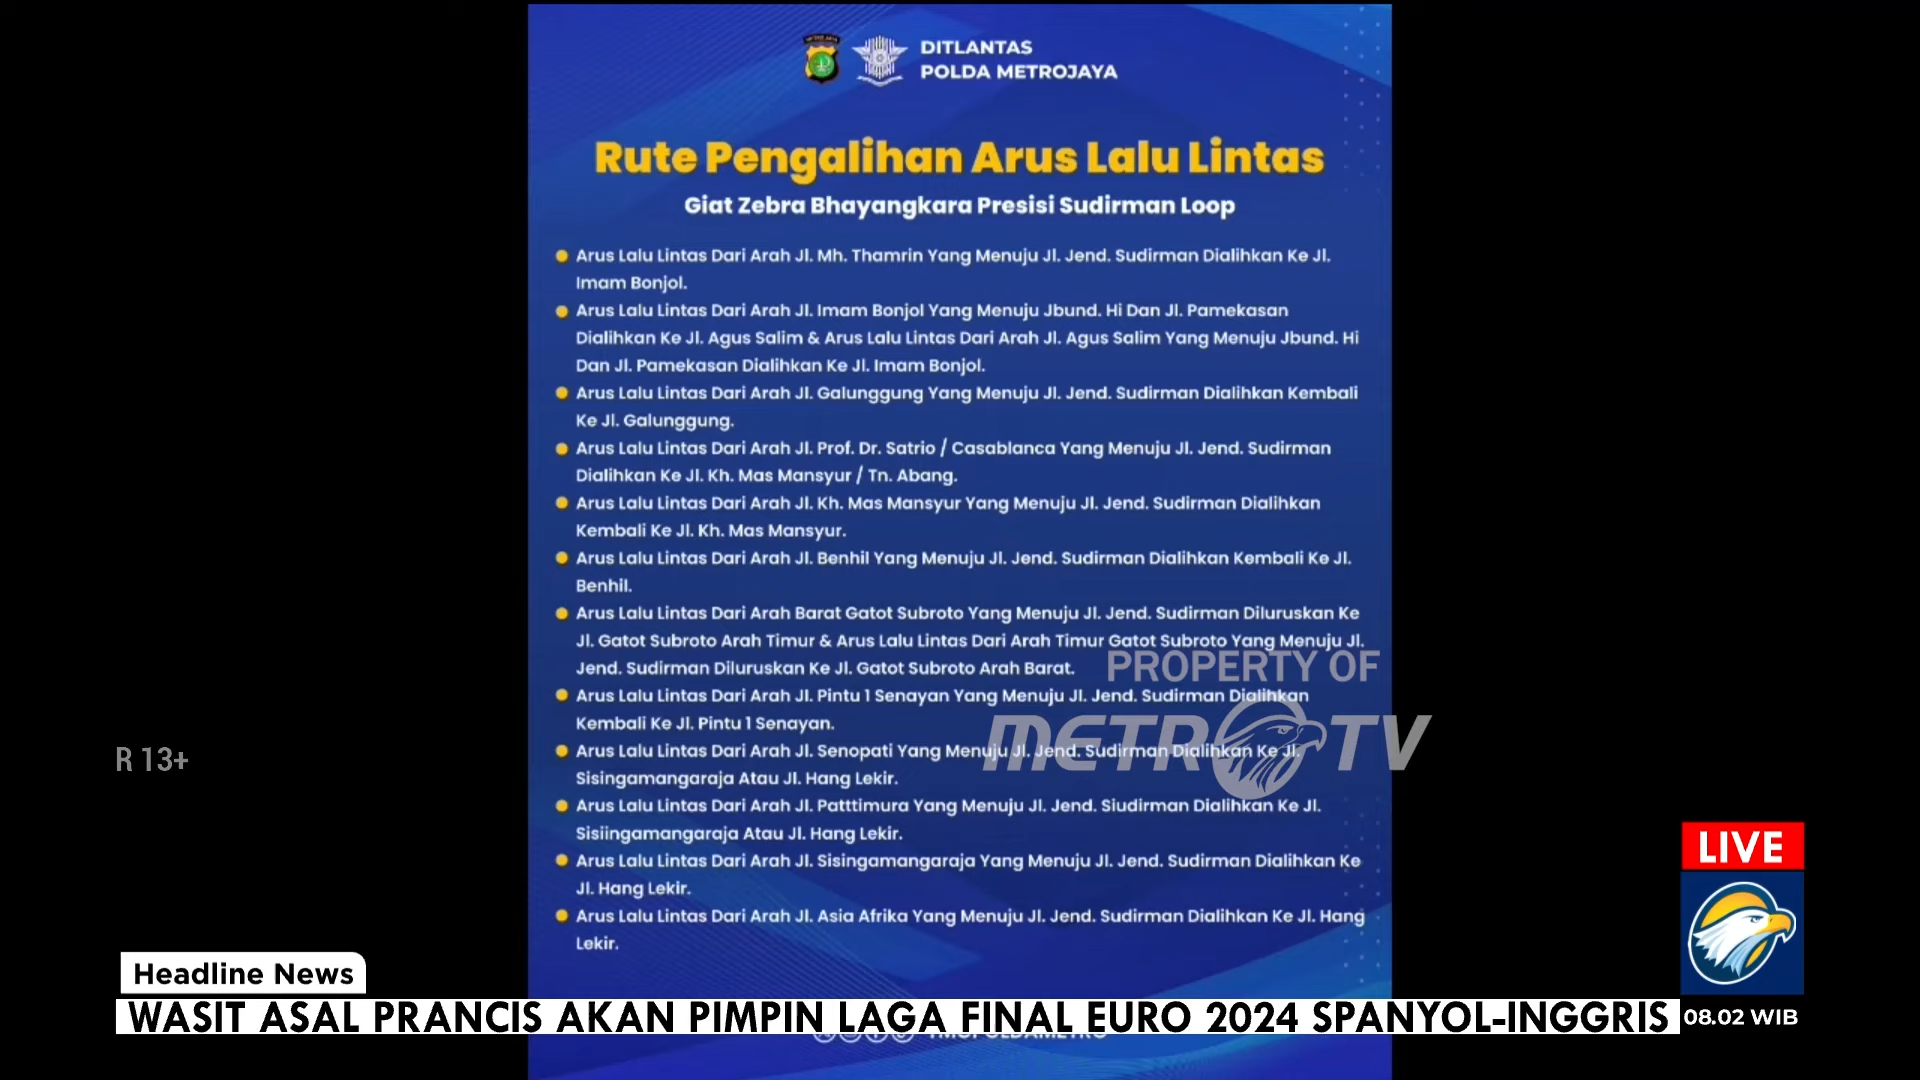 DITLANTAS
POLDA METROJAYA
Rute Pengalihan Arus Lalu Lintas
Giat Zebra Bhayangkara Presisi Sudirman Loop
Arus Lalu Lintas Dari Arah Jl. Mh. Thamrin Yang Menuju Jl. Jend. Sudirman Dialihkan Ke Jl.
Imam Bonjol.
Arus Lalu Lintas Dari Arah Jl. Imam Bonjol Yang Menuju Jbund. Hi Dan Jl. Pamekasan
Dialihkan Ke Jl. Agus Salim & Arus Lalu Lintas Dari Arah Jl. Agus Salim Yang Menuju Jbund. Hi
Dan Jl. Pamekasan Dialihkan Ke Jl. Imam Bonjol.
Arus Lalu Lintas Dari Arah Jl. Galunggung Yang Menuju Jl. Jend. Sudirman Dialihkan Kembali
Ke Jl. Galunggung.
Arus Lalu Lintas Dari Arah Jl. Prof. Dr. Satrio / Casablanca Yang Menuju Jl. Jend. Sudirman
Dialihkan Ke Jl. Kh. Mas Mansyur / Tn. Abang.
Arus Lalu Lintas Dari Arah Jl. Kh. Mas Mansyur Yang Menuju Jl. Jend. Sudirman Dialihkan
Kembali Ke Jl. Kh. Mas Mansyur.
Arus Lalu Lintas Dari Arah Jl. Benhil Yang Menuju Jl. Jend. Sudirman Dialihkan Kembali Ke Jl.
Benhil.
Arus Lalu Lintas Dari Arah Barat Gatot Subroto Yang Menuju Jl. Jend. Sudirman Diluruskan Ke
Jl. Gatot Subroto Arah Timur & Arus Lalu Lintas Dari Arah Timur Gatot Subroto Yang Menuju Jl.
Jend. Sudirman Diluruskan Ke Jl. Gatot Subroto Arah Barat.
PROPERTY OF
METRO TV
Arus Lalu Lintas Dari Arah Jl. Pintu 1 Senayan Yang Menuju Jl. Jend. Sudirman Dialihkan
Kembali Ke Jl. Pintu 1 Senayan.
Arus Lalu Lintas Dari Arah Jl. Senopati Yang Menuju Jl. Jend. Sudirman Dialihkan Ke Jl.
Sisingamangaraja Atau Jl. Hang Lekir.
Arus Lalu Lintas Dari Arah Jl. Patttimura Yang Menuju Jl. Jend. Siudirman Dialihkan Ke Jl.
Sisiingamangaraja Atau Jl. Hang Lekir.
Arus Lalu Lintas Dari Arah Jl. Sisingamangaraja Yang Menuju Jl. Jend. Sudirman Dialihkan Ke
Jl. Hang Lekir.
Arus Lalu Lintas Dari Arah Jl. Asia Afrika Yang Menuju Jl. Jend. Sudirman Dialihkan Ke Jl. Hang
Lekir.
R 13+
LIVE
Headline News
WASIT ASAL PRANCIS AKAN PIMPIN LAGA FINAL EURO 2024 SPANYOL-INGGRIS
08.02 WIB